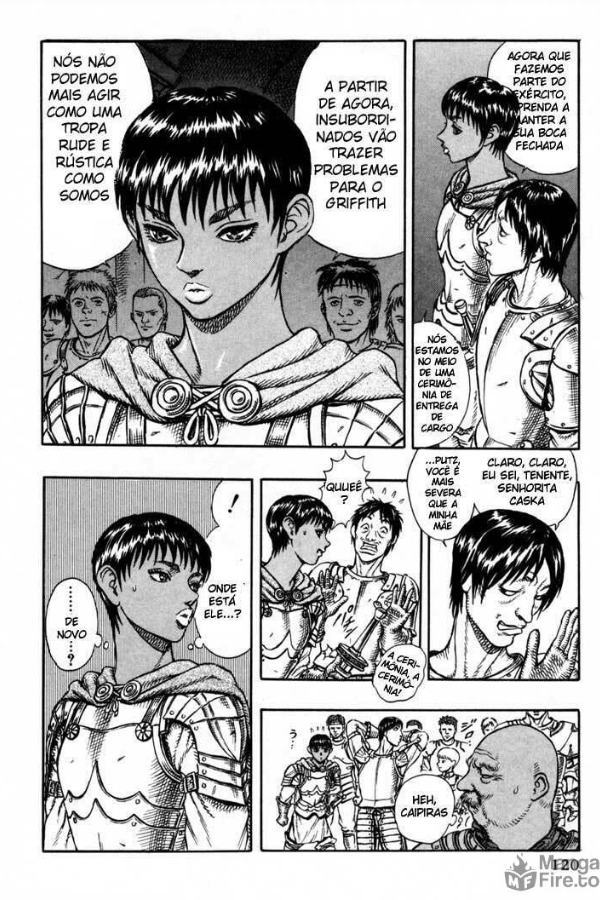 AGORA QUE
FAZEMOS
PARTE DO
EXÉRCITO,
PRENDA A
MANTER A
SUA BOCA
FECHADA
NÓS
ESTAMOS
NO MEIO
DE UMA
CERIMÔ-
NIA DE
ENTREGA
DE
CARGO
A PARTIR
DE AGORA,
INSUBORDI-
NADOS VÃO
TRAZER
PROBLEMAS
PARA O
GRIFFITH
NÓS NÃO
PODEMOS
MAIS AGIR
COMO UMA
TROPA
RUDE E
RÚSTICA
COMO
SOMOS
CLARO, CLARO,
EU SEI, TENENTE,
SENHORITA
CASKA
...PUTZ,
VOCÊ É
MAIS
SEVERA
QUE A
MINHA
MÃE
QUUEÊ
?
A CERI-
MÔNIA, A
CERIMÔ-
NIA!
!
ONDE
ESTÁ
ELE...?
......
DE
NOVO
......?
HEH,
CAIPIRAS
120
Manga
Fire.to
MF